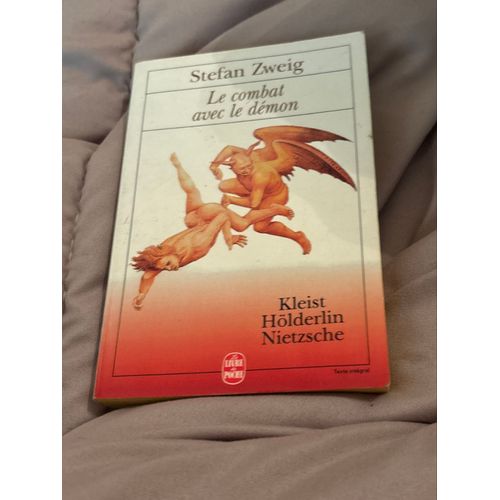 Stefan Zweig
Le combat
avec le démon
Kleist
Hölderlin
Nietzsche
Le
LIVRE
de
POCHE
Texte intégral